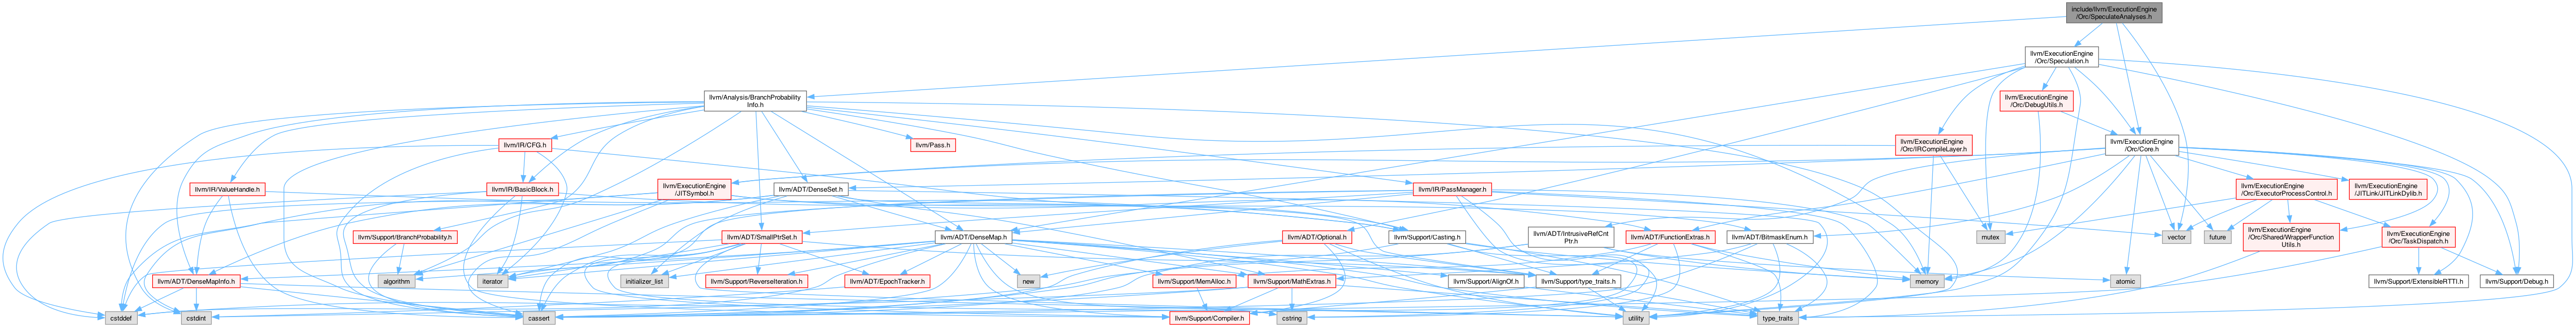 include/llvm/ExecutionEngine
/Orc/SpeculateAnalyses.h
llvm/ExecutionEngine
/Orc/Speculation.h
llvm/Analysis/BranchProbability
Info.h
llvm/ExecutionEngine
/Orc/DebugUtils.h
llvm/IR/CFG.h
llvm/Pass.h
llvm/ExecutionEngine
/Orc/IRCompileLayer.h
llvm/ExecutionEngine
/Orc/Core.h
llvm/IR/ValueHandle.h
llvm/IR/BasicBlock.h
llvm/ExecutionEngine
/JITSymbol.h
llvm/ADT/DenseSet.h
llvm/IR/PassManager.h
llvm/ExecutionEngine
/Orc/ExecutorProcessControl.h
llvm/ExecutionEngine
/JITLink/JITLinkDylib.h
llvm/Support/BranchProbability.h
llvm/ADT/SmallPtrSet.h
llvm/ADT/DenseMap.h
llvm/ADT/Optional.h
llvm/Support/Casting.h
llvm/ADT/IntrusiveRefCnt
Ptr.h
llvm/ADT/FunctionExtras.h
llvm/ADT/BitmaskEnum.h
mutex
vector
future
llvm/ExecutionEngine
/Orc/Shared/WrapperFunction
Utils.h
llvm/ExecutionEngine
/Orc/TaskDispatch.h
llvm/ADT/DenseMapInfo.h
algorithm
iterator
initializer_list
llvm/Support/ReverseIteration.h
llvm/ADT/EpochTracker.h
new
llvm/Support/MemAlloc.h
llvm/Support/MathExtras.h
llvm/Support/AlignOf.h
llvm/Support/type_traits.h
memory
atomic
llvm/Support/ExtensibleRTTI.h
llvm/Support/Debug.h
cstddef
cstdint
cassert
llvm/Support/Compiler.h
cstring
utility
type_traits